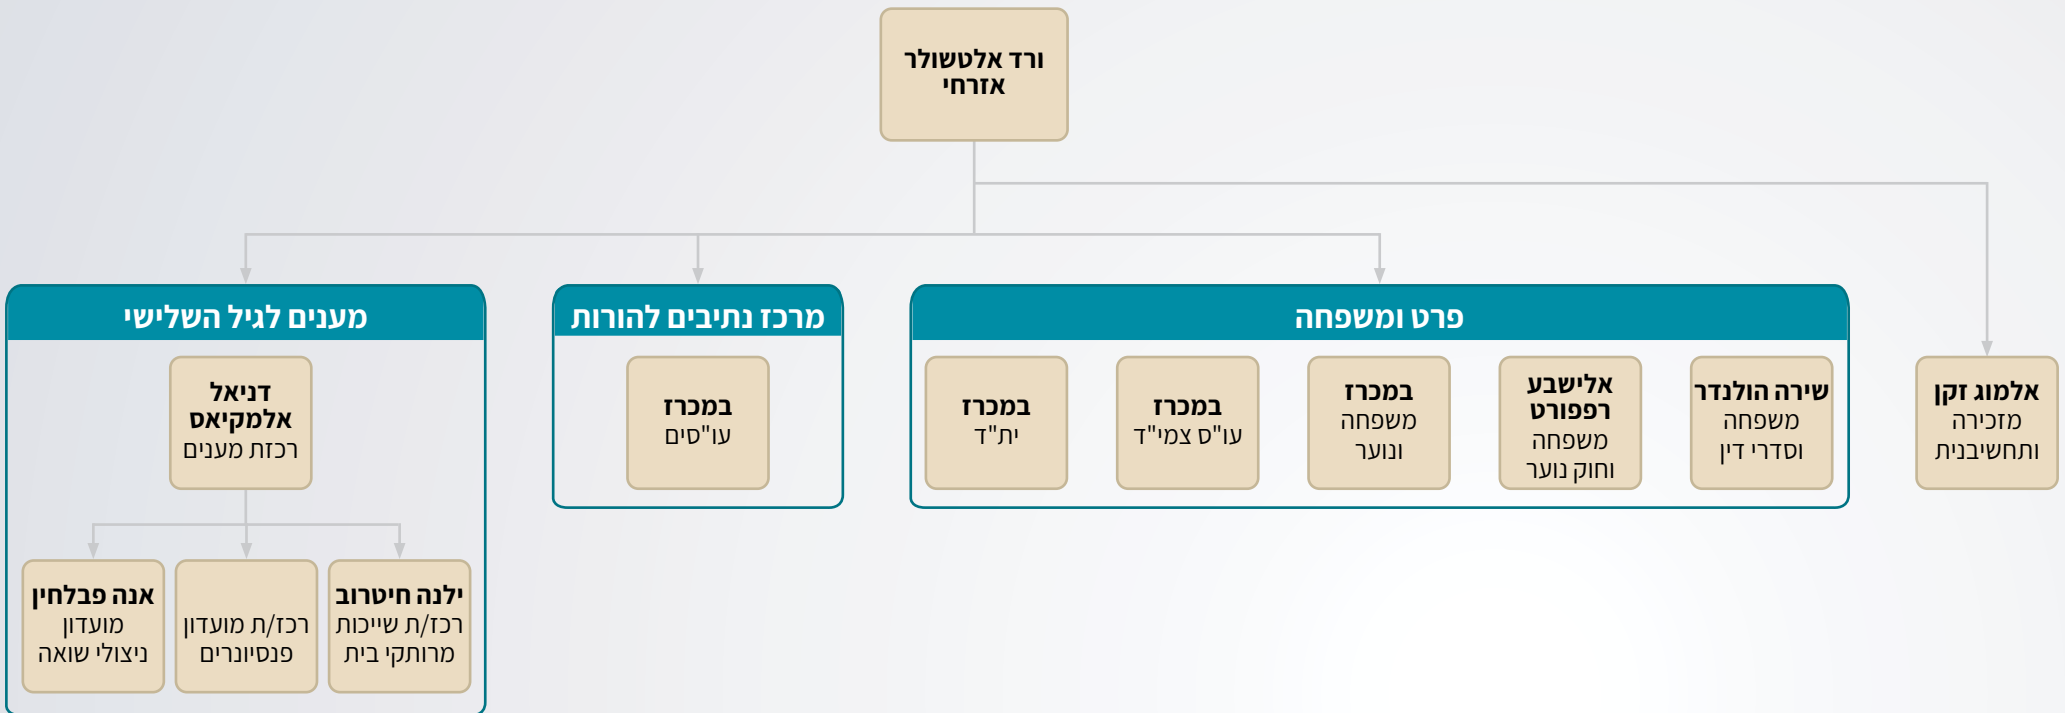 ורד אלטשולר
אזרחי
פרט ומשפחה
מרכז נתיבים להורות
מענים לגיל השלישי
אלמוג זקן
מזכירה
ותחשיבנית
שירה הולנדר
משפחה
וסדרי דין
אלישבע
רפפורט
משפחה
וחוק נוער
במכרז
משפחה
ונוער
במכרז
עו"ס צמי"ד
במכרז
ית"ד
במכרז
עו"סים
דניאל
אלמקיאס
רכזת מענים
ילנה חיטרוב
רכז/ת שייכות
מרותקי בית
רכז/ת מועדון
פנסיונרים
אנה פבלחין
מועדון
ניצולי שואה